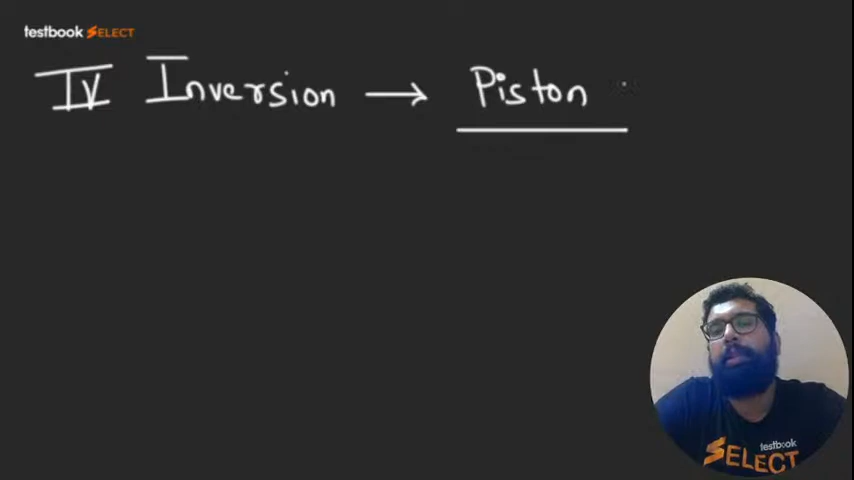 testbook SELECT
IV Inversion → Piston
testbook
SELECT